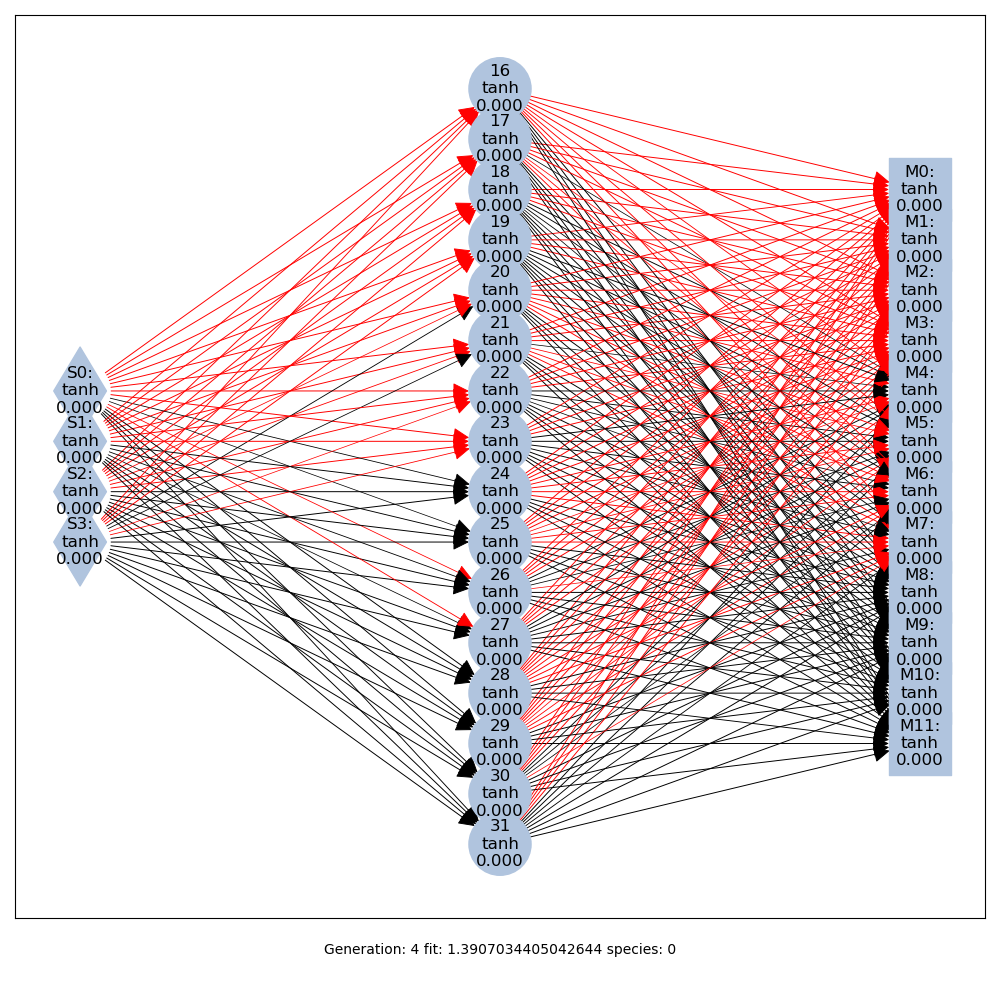 S0:
tanh
0.000
S1:
tanh
0.000
S2:
tanh
0.000
S3:
tanh
0.000
16
tanh
0.000
17
tanh
0.000
18
tanh
0.000
19
tanh
0.000
20
tanh
0.000
21
tanh
0.000
22
tanh
0.000
23
tanh
0.000
24
tanh
0.000
25
tanh
0.000
26
tanh
0.000
27
tanh
0.000
28
tanh
0.000
29
tanh
0.000
30
tanh
0.000
31
tanh
0.000
M0:
tanh
0.000
M1:
tanh
0.000
M2:
tanh
0.000
M3:
tanh
0.000
M4:
tanh
0.000
M5:
tanh
0.000
M6:
tanh
0.000
M7:
tanh
0.000
M8:
tanh
0.000
M9:
tanh
0.000
M10:
tanh
0.000
M11:
tanh
0.000
Generation: 4 fit: 1.3907034405042644 species: 0